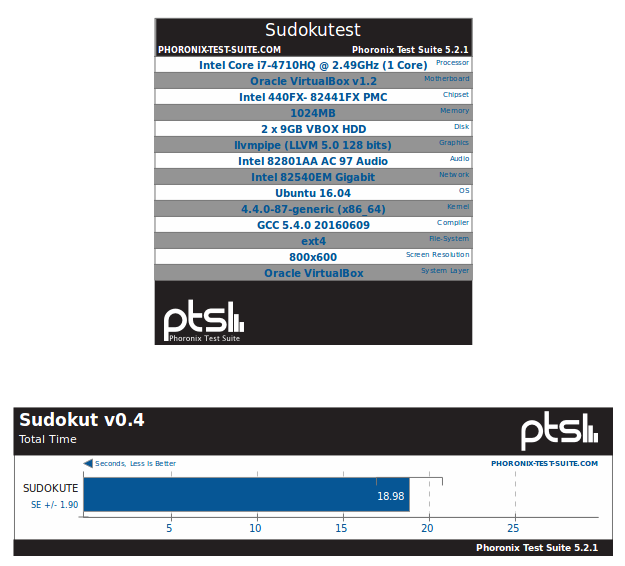 Sudokutest
PHORONIX-TEST-SUITE.COM Phoronix Test Suite 5.2.1
Intel Core i7-4710HQ @ 2.49GHz (1 Core) Processor
Oracle VirtualBox v1.2 Motherboard
Intel 440FX- 82441FX PMC Chipset
1024MB Memory
2 x 9GB VBOX HDD Disk
llvmpipe (LLVM 5.0 128 bits) Graphics
Intel 82801AA AC 97 Audio Audio
Intel 82540EM Gigabit Network
Ubuntu 16.04 OS
4.4.0-87-generic (x86_64) Kernel
GCC 5.4.0 20160609 Compiler
ext4 File-System
800x600 Screen Resolution
Oracle VirtualBox System Layer
pts
Phoronix Test Suite
Sudokut v0.4
Total Time
pts
Seconds, Less Is Better PHORONIX-TEST-SUITE.COM
SUDOKUTE
18.98
SE +/- 1.90
5 10 15 20 25
Phoronix Test Suite 5.2.1